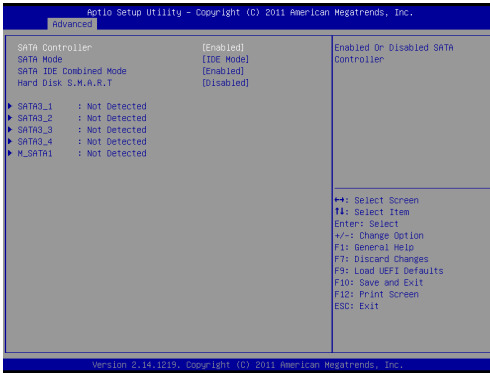 Aptio Setup Utility - Copyright (C) 2011 American Megatrends, Inc.
Advanced
SATA Controller [Enabled]
SATA Mode [IDE Mode]
SATA IDE Combined Mode [Enabled]
Hard Disk S.M.A.R.T [Disabled]
SATA3_1 : Not Detected
SATA3_2 : Not Detected
SATA3_3 : Not Detected
SATA3_4 : Not Detected
M_SATA1 : Not Detected
Enabled Or Disabled SATA
Controller
↔: Select Screen
↑↓: Select Item
Enter: Select
+/-: Change Option
F1: General Help
F7: Discard Changes
F9: Load UEFI Defaults
F10: Save and Exit
F12: Print Screen
ESC: Exit
Version 2.14.1219. Copyright (C) 2011 American Megatrends, Inc.